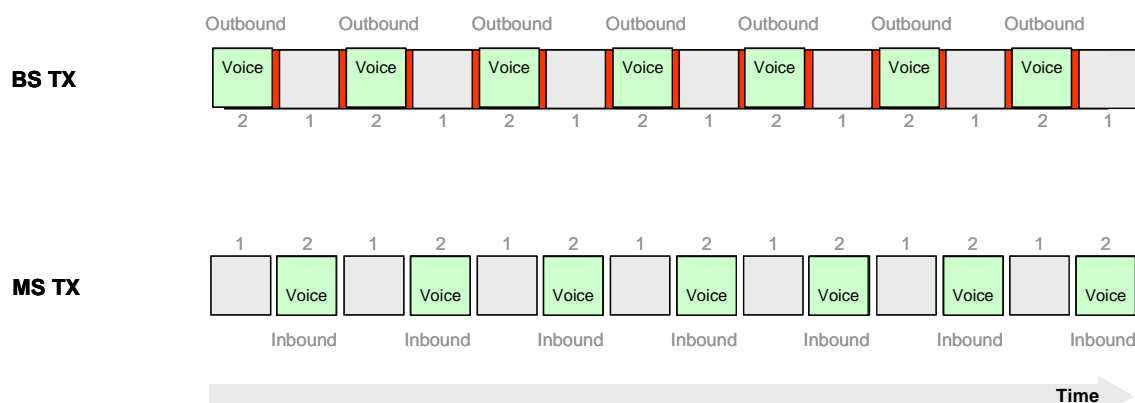 Outbound Outbound Outbound Outbound Outbound Outbound Outbound
BS TX Voice Voice Voice Voice Voice Voice Voice
2 1 2 1 2 1 2 1 2 1 2 1 2 1
1 2 1 2 1 2 1 2 1 2 1 2 1 2
MS TX Voice Voice Voice Voice Voice Voice Voice
Inbound Inbound Inbound Inbound Inbound Inbound Inbound
Time